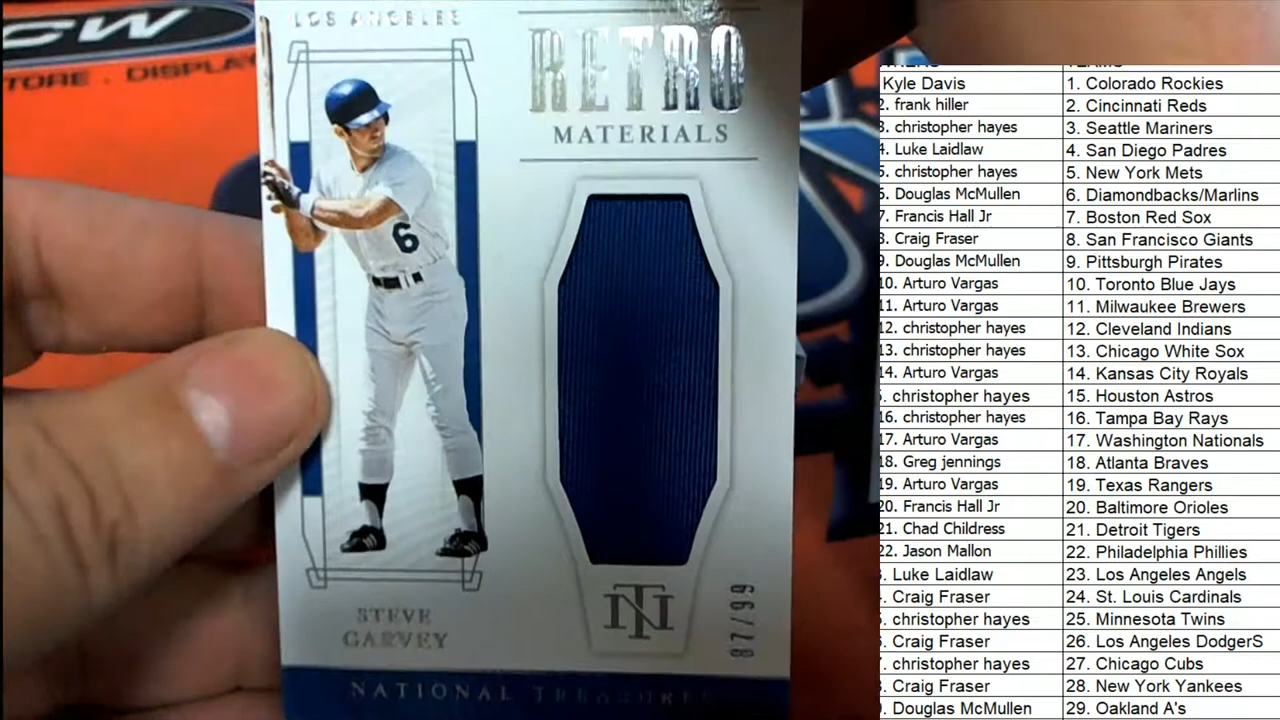 CW
TORE · DISPLAY
LOS ANGELES
RETRO
MATERIALS
6
STEVE
GARVEY
NT
87/99
NATIONAL TREASURES
TEAMS
Kyle Davis 1. Colorado Rockies
2. frank hiller 2. Cincinnati Reds
3. christopher hayes 3. Seattle Mariners
4. Luke Laidlaw 4. San Diego Padres
5. christopher hayes 5. New York Mets
6. Douglas McMullen 6. Diamondbacks/Marlins
7. Francis Hall Jr 7. Boston Red Sox
8. Craig Fraser 8. San Francisco Giants
9. Douglas McMullen 9. Pittsburgh Pirates
10. Arturo Vargas 10. Toronto Blue Jays
11. Arturo Vargas 11. Milwaukee Brewers
12. christopher hayes 12. Cleveland Indians
13. christopher hayes 13. Chicago White Sox
14. Arturo Vargas 14. Kansas City Royals
. christopher hayes 15. Houston Astros
16. christopher hayes 16. Tampa Bay Rays
17. Arturo Vargas 17. Washington Nationals
18. Greg jennings 18. Atlanta Braves
19. Arturo Vargas 19. Texas Rangers
20. Francis Hall Jr 20. Baltimore Orioles
21. Chad Childress 21. Detroit Tigers
22. Jason Mallon 22. Philadelphia Phillies
. Luke Laidlaw 23. Los Angeles Angels
. Craig Fraser 24. St. Louis Cardinals
. christopher hayes 25. Minnesota Twins
. Craig Fraser 26. Los Angeles DodgerS
. christopher hayes 27. Chicago Cubs
. Craig Fraser 28. New York Yankees
. Douglas McMullen 29. Oakland A's